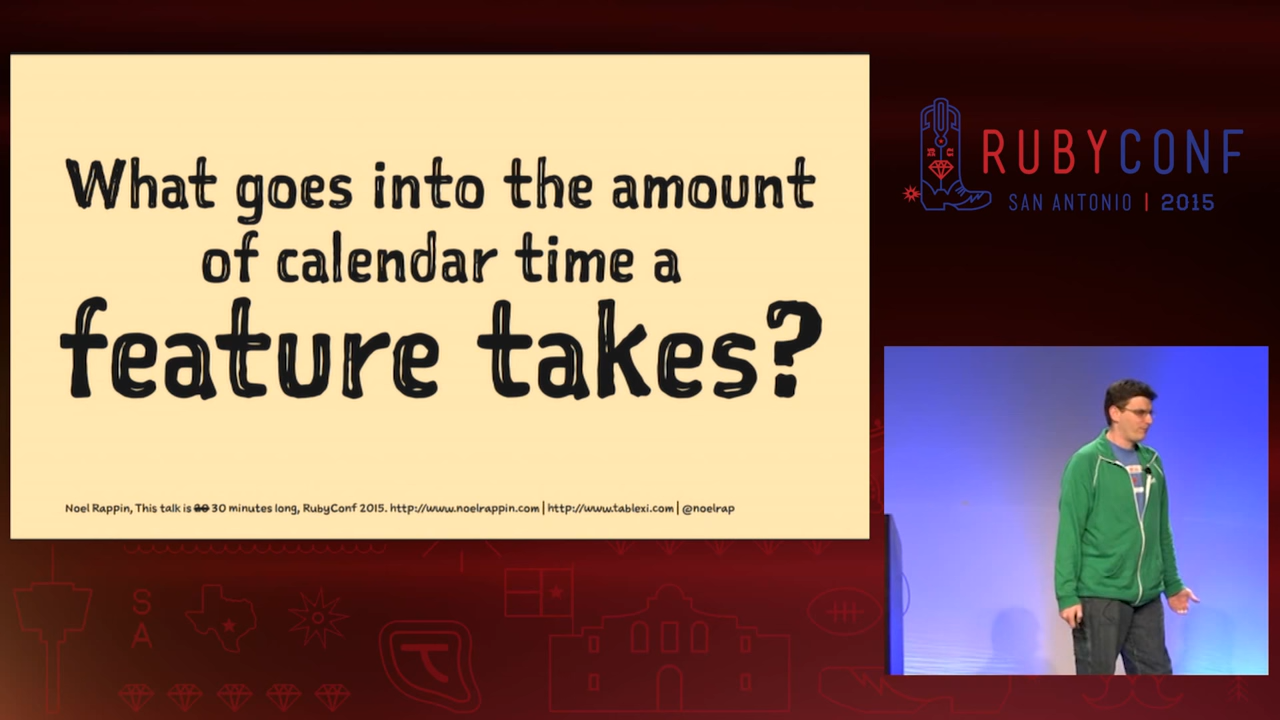 What goes into the amount
of calendar time a
feature takes?
Noel Rappin, This talk is 20 30 minutes long, RubyConf 2015. http://www.noelrappin.com | http://www.tablexi.com | @noelrap
RUBYCONF
SAN ANTONIO | 2015
S
A